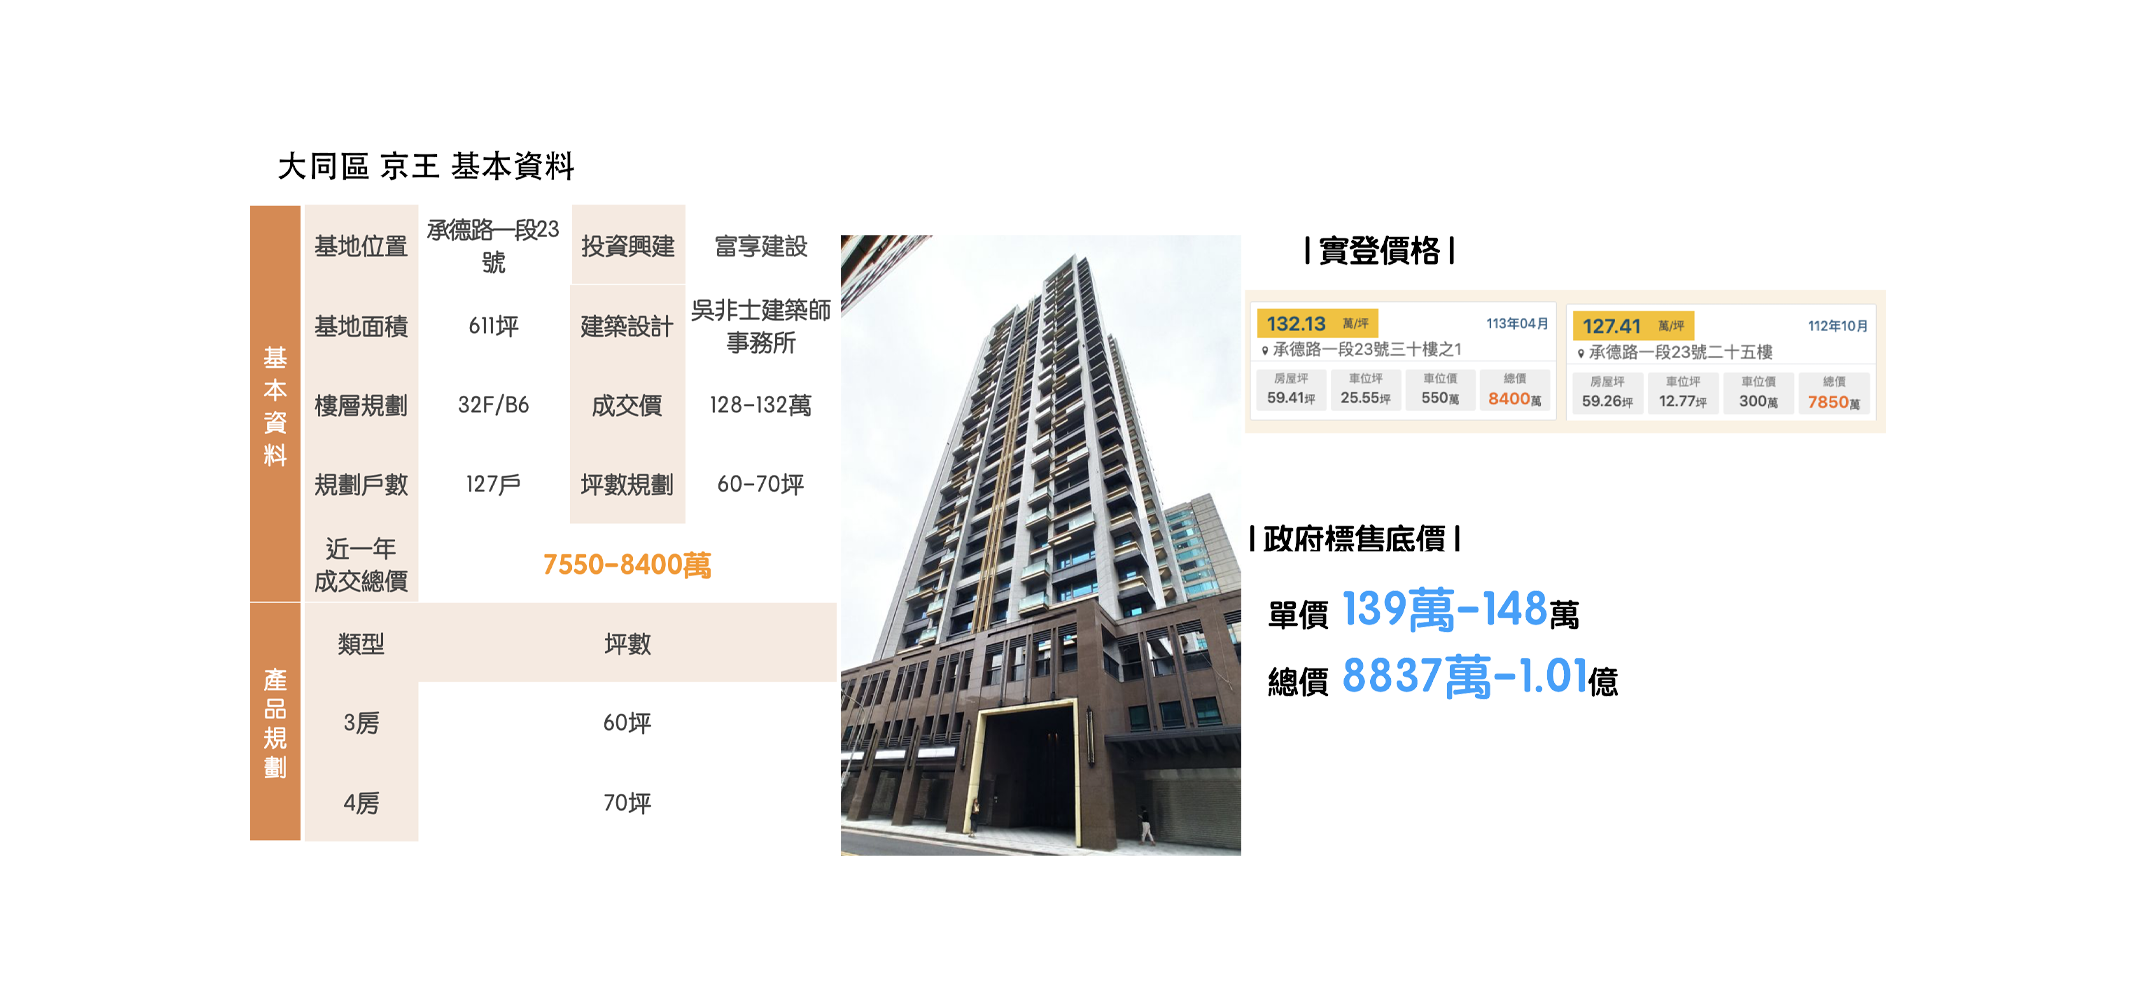 大同區 京王 基本資料
基本資料
基地位置 承德路一段23號 投資興建 富享建設
基地面積 611坪 建築設計 吳非士建築師事務所
樓層規劃 32F/B6 成交價 128-132萬
規劃戶數 127戶 坪數規劃 60-70坪
近一年
成交總價 7550-8400萬
產品規劃
類型 坪數
3房 60坪
4房 70坪
|實登價格|
132.13 萬/坪 113年04月
承德路一段23號三十樓之1
房屋坪 車位坪 車位價 總價
59.41坪 25.55坪 550萬 8400萬
127.41 萬/坪 112年10月
承德路一段23號二十五樓
房屋坪 車位坪 車位價 總價
59.26坪 12.77坪 300萬 7850萬
|政府標售底價|
單價 139萬-148萬
總價 8837萬-1.01億